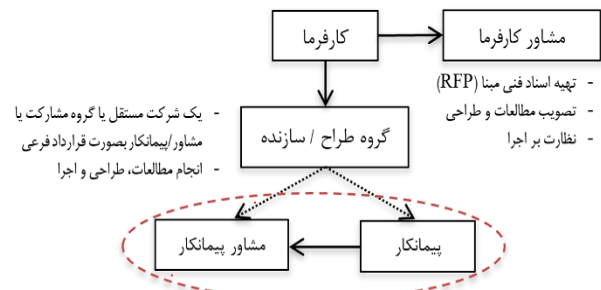 کارفرما
مشاور کارفرما
- تهیه اسناد فنی مبنا (RFP)
- تصویب مطالعات و طراحی
- نظارت بر اجرا
گروه طراح / سازنده
- یک شرکت مستقل یا گروه مشارکت یا
مشاور/پیمانکار بصورت قرارداد فرعی
- انجام مطالعات، طراحی و اجرا
پیمانکار
مشاور پیمانکار